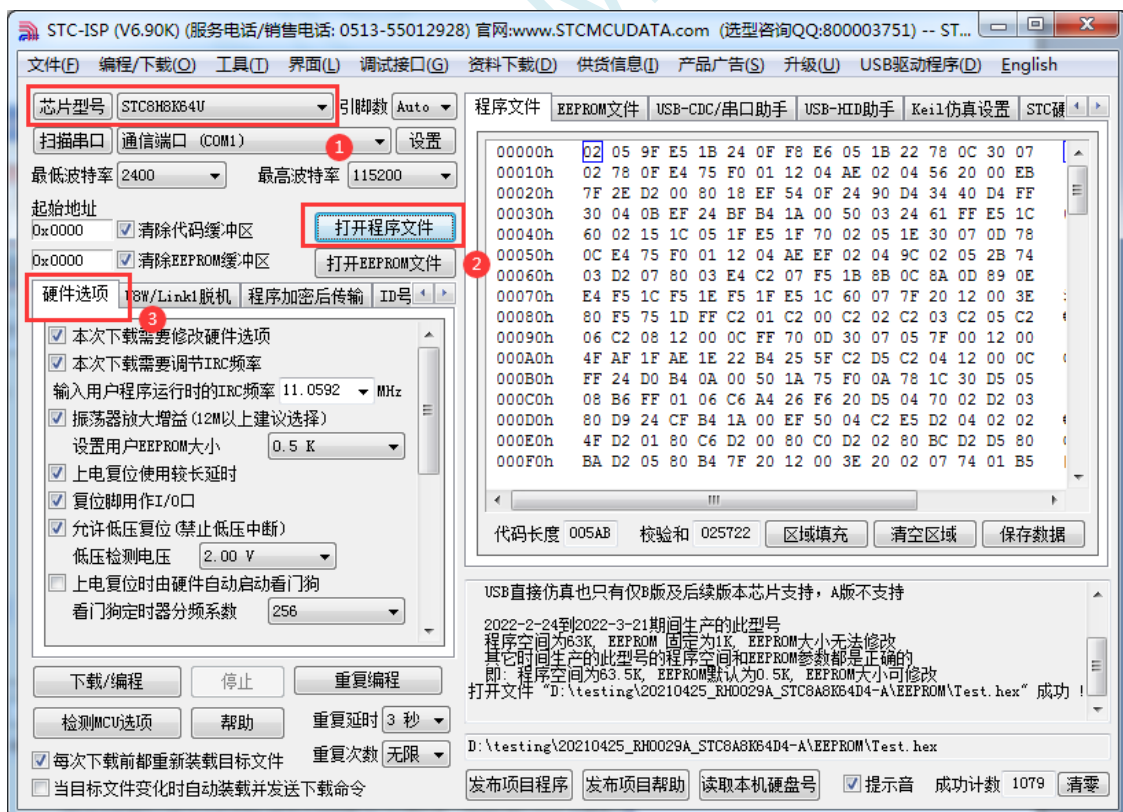 STC-ISP (V6.90K) (服务电话/销售电话: 0513-55012928) 官网:www.STCMCUDATA.com (选型咨询QQ:800003751) -- ST...
文件(F) 编程/下载(O) 工具(T) 界面(L) 调试接口(G) 资料下载(D) 供货信息(I) 产品广告(S) 升级(U) USB驱动程序(D) English
芯片型号 STC8H8K64U 引脚数 Auto
扫描串口 通信端口 (COM1) 设置
1
最低波特率 2400 最高波特率 115200
起始地址
0x0000 清除代码缓冲区 打开程序文件
0x0000 清除EEPROM缓冲区 打开EEPROM文件
2
硬件选项 U8W/Link1脱机 程序加密后传输 ID号
3
本次下载需要修改硬件选项
本次下载需要调节IRC频率
输入用户程序运行时的IRC频率 11.0592 MHz
振荡器放大增益(12M以上建议选择)
设置用户EEPROM大小 0.5 K
上电复位使用较长延时
复位脚用作I/O口
允许低压复位(禁止低压中断)
低压检测电压 2.00 V
上电复位时由硬件自动启动看门狗
看门狗定时器分频系数 256
下载/编程 停止 重复编程
检测MCU选项 帮助 重复延时 3 秒
每次下载前都重新装载目标文件 重复次数 无限
当目标文件变化时自动装载并发送下载命令
程序文件 EEPROM文件 USB-CDC/串口助手 USB-HID助手 Keil仿真设置 STC硬
00000h 02 05 9F E5 1B 24 0F F8 E6 05 1B 22 78 0C 30 07
00010h 02 78 0F E4 75 F0 01 12 04 AE 02 04 56 20 00 EB
00020h 7F 2E D2 00 80 18 EF 54 0F 24 90 D4 34 40 D4 FF
00030h 30 04 0B EF 24 BF B4 1A 00 50 03 24 61 FF E5 1C
00040h 60 02 15 1C 05 1F E5 1F 70 02 05 1E 30 07 0D 78
00050h 0C E4 75 F0 01 12 04 AE EF 02 04 9C 02 05 2B 74
00060h 03 D2 07 80 03 E4 C2 07 F5 1B 8B 0C 8A 0D 89 0E
00070h E4 F5 1C F5 1E F5 1F E5 1C 60 07 7F 20 12 00 3E
00080h 80 F5 75 1D FF C2 01 C2 00 C2 02 C2 03 C2 05 C2
00090h 06 C2 08 12 00 0C FF 70 0D 30 07 05 7F 00 12 00
000A0h 4F AF 1F AE 1E 22 B4 25 5F C2 D5 C2 04 12 00 0C
000B0h FF 24 D0 B4 0A 00 50 1A 75 F0 0A 78 1C 30 D5 05
000C0h 08 B6 FF 01 06 C6 A4 26 F6 20 D5 04 70 02 D2 03
000D0h 80 D9 24 CF B4 1A 00 EF 50 04 C2 E5 D2 04 02 02
000E0h 4F D2 01 80 C6 D2 00 80 C0 D2 02 80 BC D2 D5 80
000F0h BA D2 05 80 B4 7F 20 12 00 3E 20 02 07 74 01 B5
代码长度 005AB 校验和 025722 区域填充 清空区域 保存数据
USB直接仿真也只有仅B版及后续版本芯片支持，A版不支持
2022-2-24到2022-3-21期间生产的此型号
程序空间为63K, EEPROM 固定为1K, EEPROM大小无法修改
其它时间生产的此型号的程序空间和EEPROM参数都是正确的
即: 程序空间为63.5K, EEPROM默认为0.5K, EEPROM大小可修改
打开文件 "D:\testing\20210425_RH0029A_STC8A8K64D4-A\EEPROM\Test.hex" 成功 !
D:\testing\20210425_RH0029A_STC8A8K64D4-A\EEPROM\Test.hex
发布项目程序 发布项目帮助 读取本机硬盘号 提示音 成功计数 1079 清零